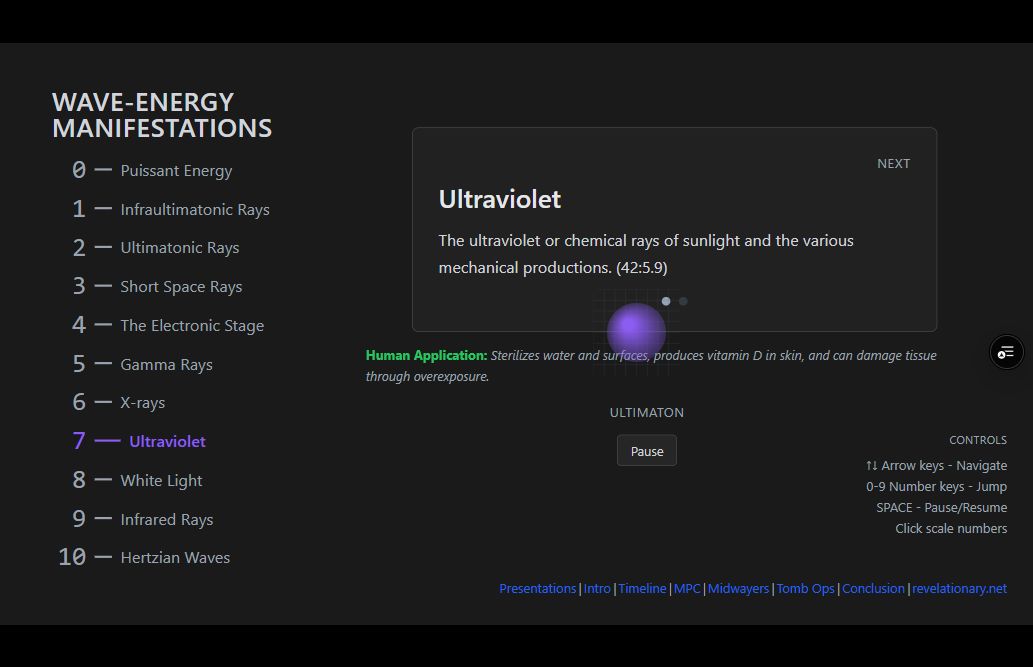 WAVE-ENERGY
MANIFESTATIONS
0 — Puissant Energy
1 — Infraultimatonic Rays
2 — Ultimatonic Rays
3 — Short Space Rays
4 — The Electronic Stage
5 — Gamma Rays
6 — X-rays
7 — Ultraviolet
8 — White Light
9 — Infrared Rays
10 — Hertzian Waves
NEXT
Ultraviolet
The ultraviolet or chemical rays of sunlight and the various
mechanical productions. (42:5.9)
Human Application: Sterilizes water and surfaces, produces vitamin D in skin, and can damage tissue
through overexposure.
ULTIMATON
Pause
CONTROLS
↑↓ Arrow keys - Navigate
0-9 Number keys - Jump
SPACE - Pause/Resume
Click scale numbers
Presentations | Intro | Timeline | MPC | Midwayers | Tomb Ops | Conclusion | revelationary.net